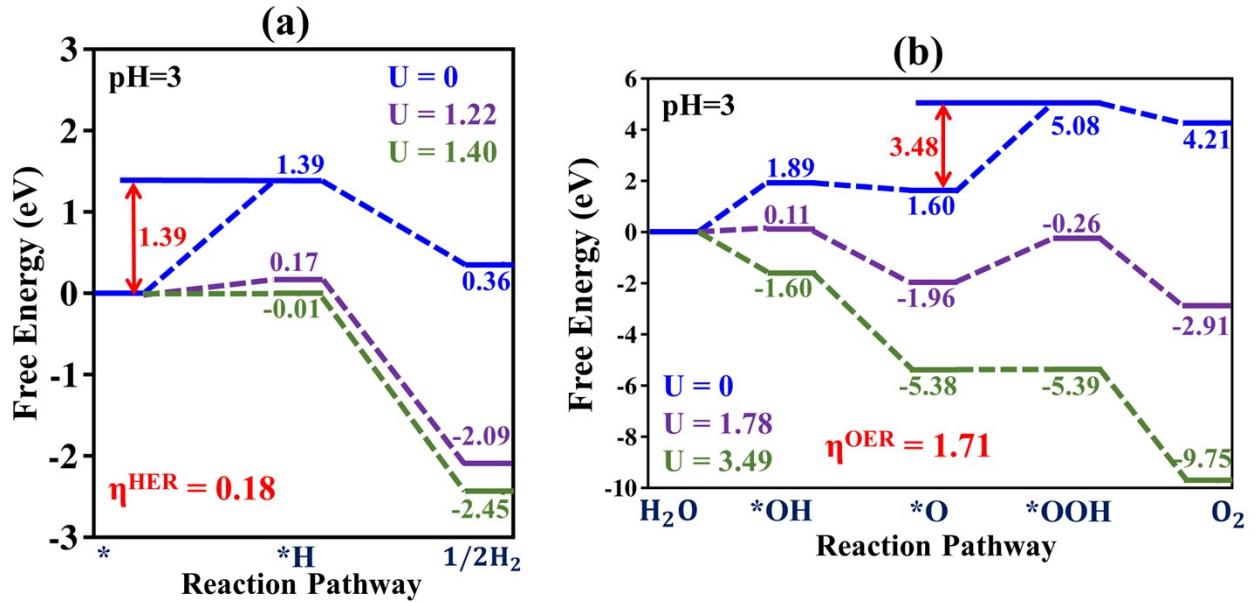 (a)
Free Energy (eV)
3
2
1
0
-1
-2
-3
pH=3
U = 0
U = 1.22
U = 1.40
1.39
1.39
0.17
-0.01
0.36
-2.09
-2.45
ηHER = 0.18
* *H 1/2H₂
Reaction Pathway
(b)
Free Energy (eV)
6
4
2
0
-2
-4
-6
-8
-10
pH=3
3.48
5.08
4.21
1.89
1.60
0.11
-0.26
-1.60
-1.96
-2.91
-5.38
-5.39
-9.75
U = 0
U = 1.78
U = 3.49
ηOER = 1.71
H₂O *OH *O *OOH O₂
Reaction Pathway